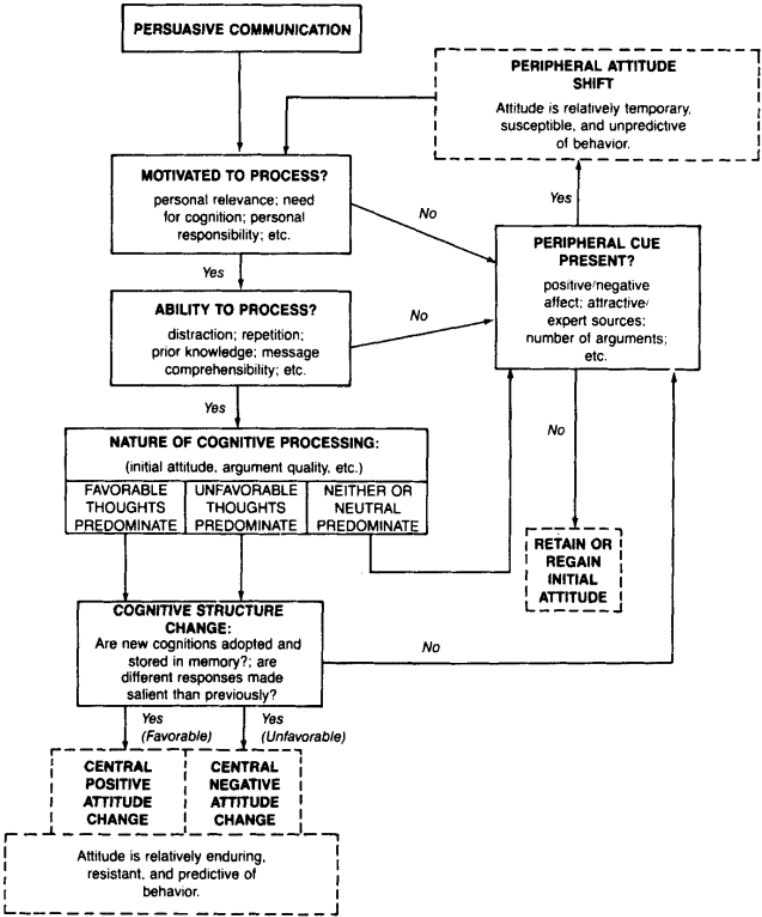 PERSUASIVE COMMUNICATION
PERIPHERAL ATTITUDE
SHIFT
Attitude is relatively temporary,
susceptible, and unpredictive
of behavior.
MOTIVATED TO PROCESS?
personal relevance; need
for cognition; personal
responsibility; etc.
No
Yes
Yes
PERIPHERAL CUE
PRESENT?
positive/negative
affect; attractive/
expert sources;
number of arguments;
etc.
ABILITY TO PROCESS?
distraction; repetition;
prior knowledge; message
comprehensibility; etc.
No
Yes
No
NATURE OF COGNITIVE PROCESSING:
(initial attitude, argument quality, etc.)
FAVORABLE
THOUGHTS
PREDOMINATE
UNFAVORABLE
THOUGHTS
PREDOMINATE
NEITHER OR
NEUTRAL
PREDOMINATE
RETAIN OR
REGAIN
INITIAL
ATTITUDE
COGNITIVE STRUCTURE
CHANGE:
Are new cognitions adopted and
stored in memory?; are
different responses made
salient than previously?
No
Yes
(Favorable)
Yes
(Unfavorable)
CENTRAL
POSITIVE
ATTITUDE
CHANGE
CENTRAL
NEGATIVE
ATTITUDE
CHANGE
Attitude is relatively enduring,
resistant, and predictive of
behavior.